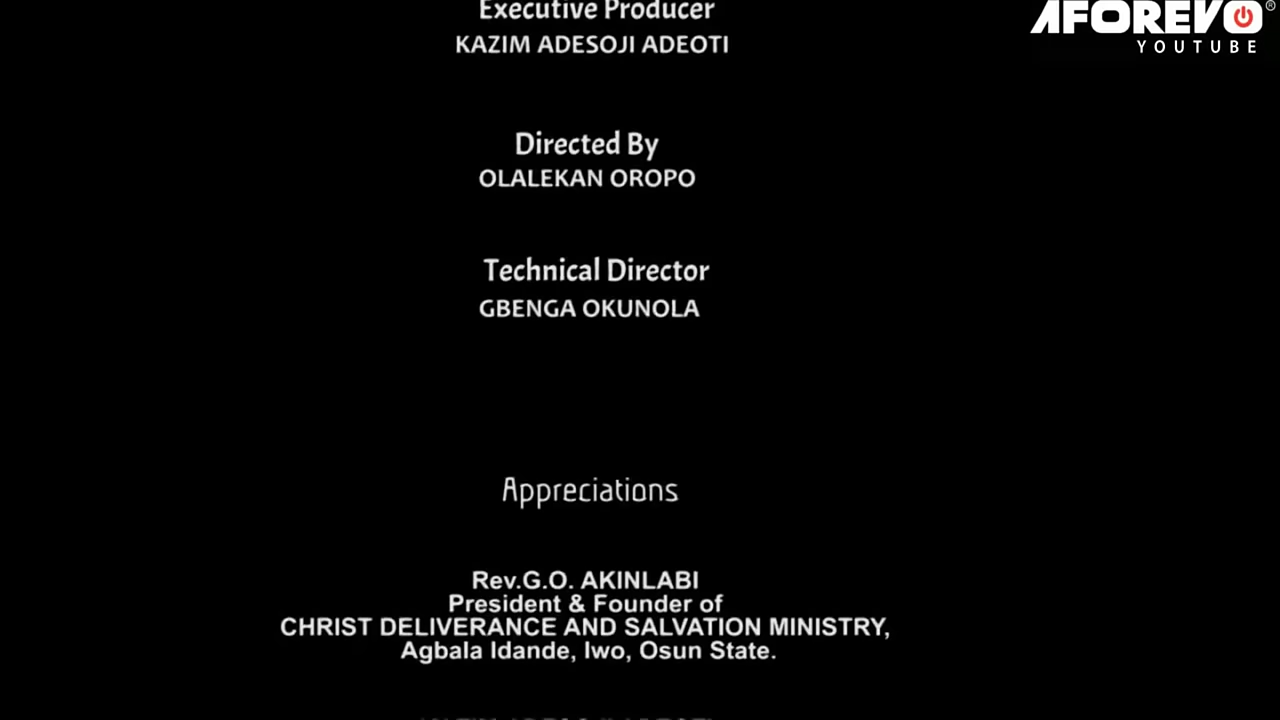 Executive Producer
KAZIM ADESOJI ADEOTI
AFOREVO®
YOUTUBE
Directed By
OLALEKAN OROPO
Technical Director
GBENGA OKUNOLA
Appreciations
Rev.G.O. AKINLABI
President & Founder of
CHRIST DELIVERANCE AND SALVATION MINISTRY,
Agbala Idande, Iwo, Osun State.